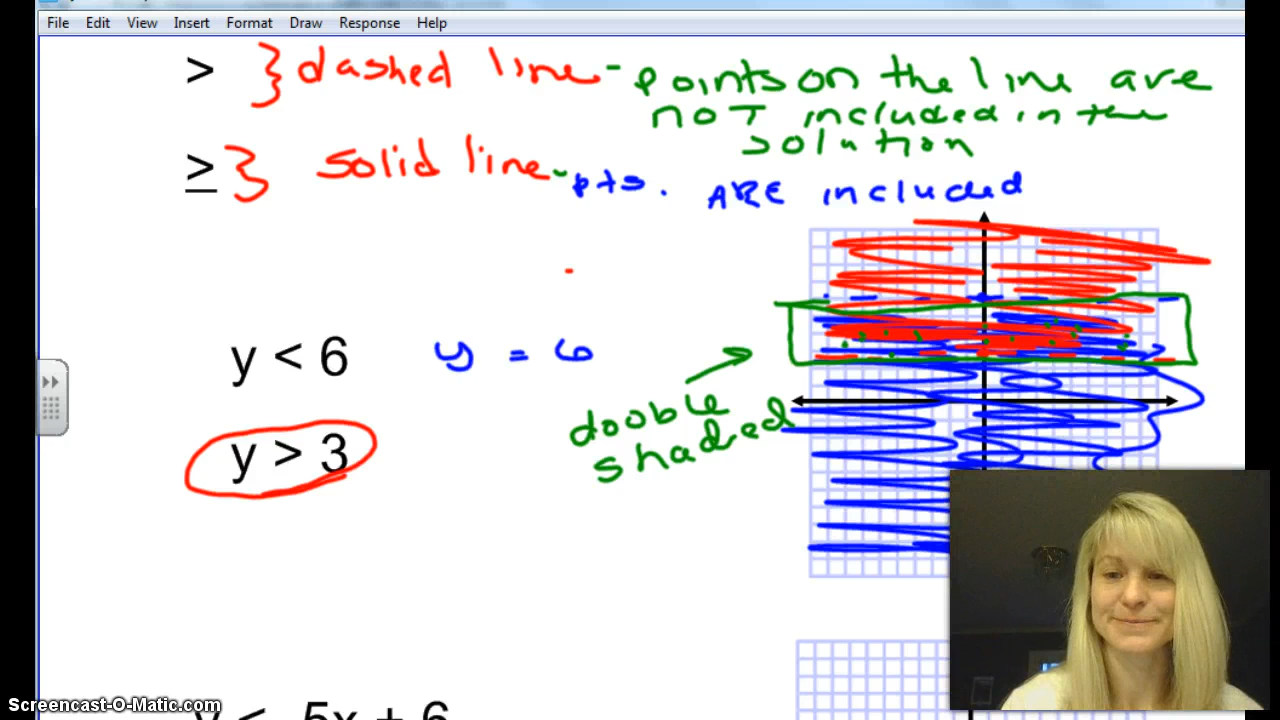 File Edit View Insert Format Draw Response Help
> } dashed line - points on the line are
NOT included in the
solution
≥ } solid line - pts. ARE included
y < 6 y = 6
double
shaded
y > 3
Screencast-O-Matic.com